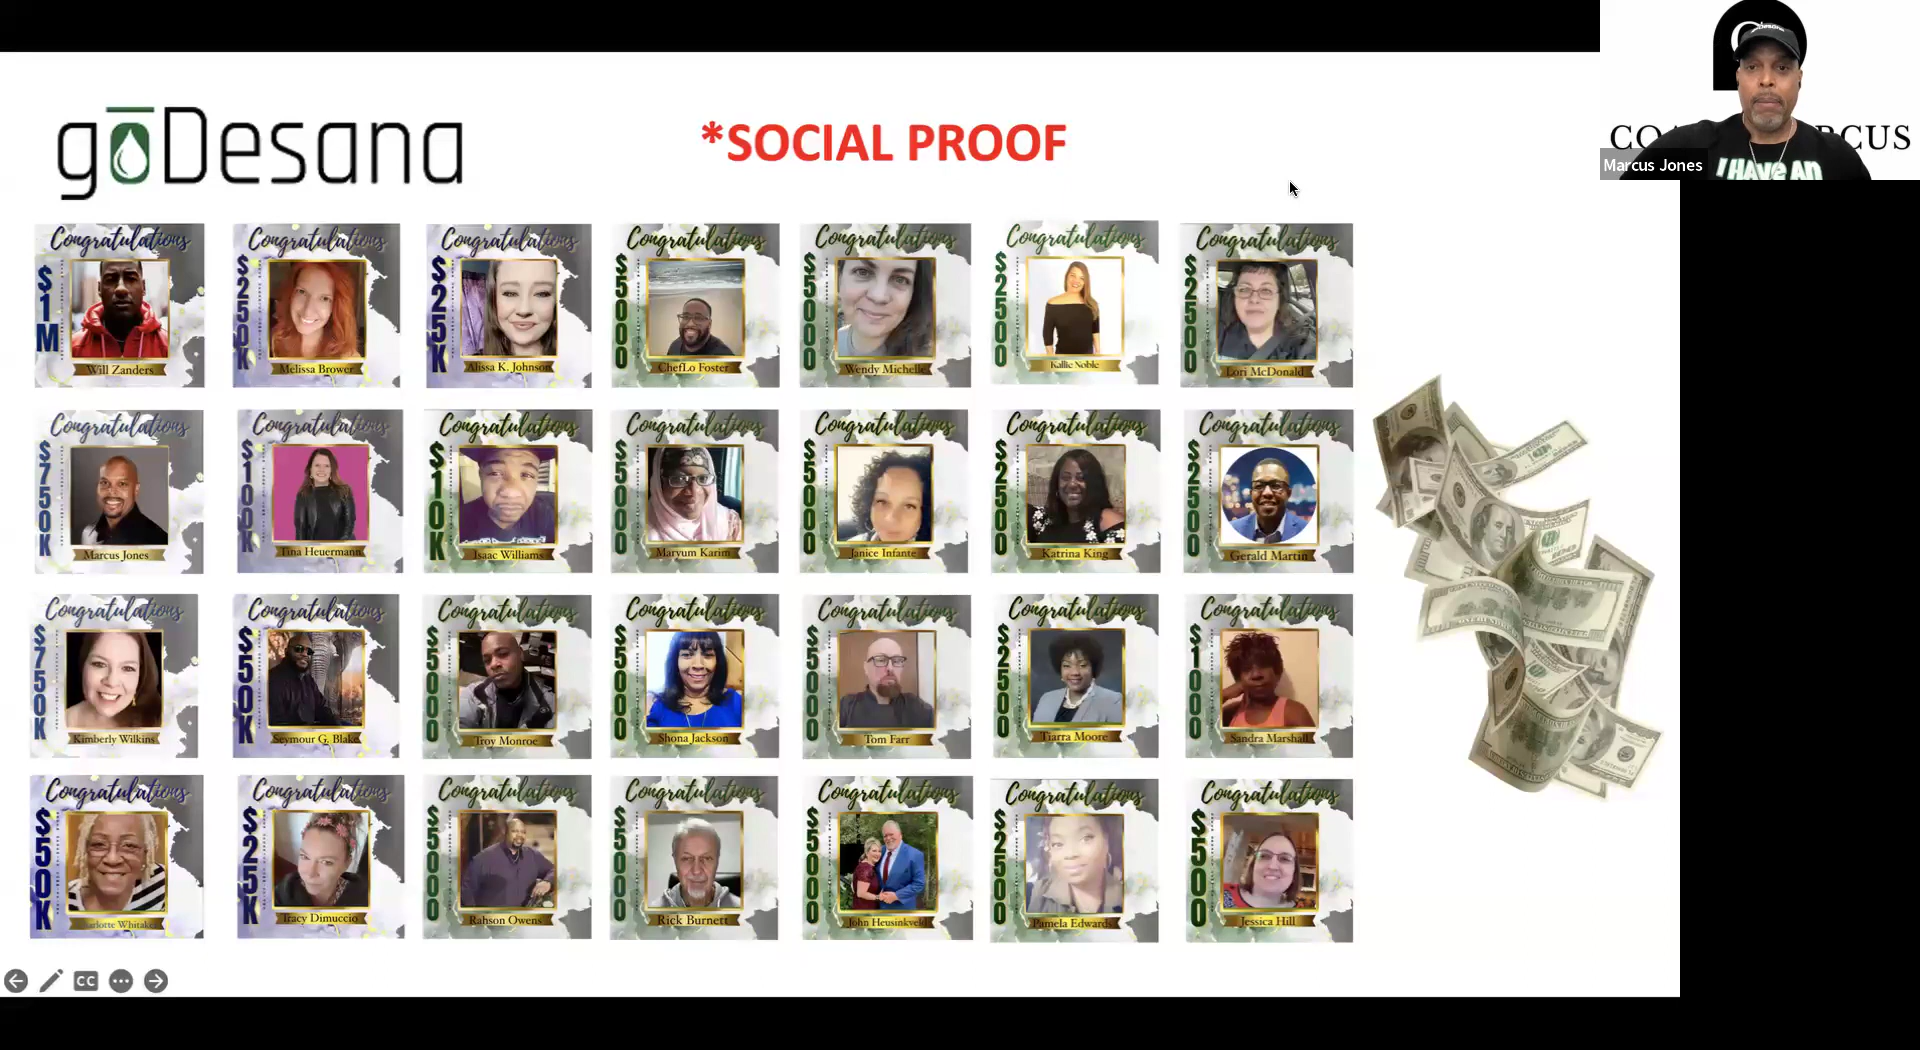 gōDesana
*SOCIAL PROOF
Marcus Jones
I HAVE AN
Congratulations
$1M
Will Zanders
Congratulations
$250K
Melissa Brower
Congratulations
$25K
Alissa K. Johnson
Congratulations
$5000
ChefLo Foster
Congratulations
$5000
Wendy Michelle
Congratulations
$2500
Kallie Noble
Congratulations
$2500
Lori McDonald
Congratulations
$750K
Marcus Jones
Congratulations
$100K
Tina Heuermann
Congratulations
$10K
Isaac Williams
Congratulations
$5000
Maryum Karim
Congratulations
$5000
Janice Infante
Congratulations
$2500
Katrina King
Congratulations
$2500
Gerald Martin
Congratulations
$750K
Kimberly Wilkins
Congratulations
$50K
Seymour G. Blake
Congratulations
$5000
Troy Monroe
Congratulations
$5000
Shona Jackson
Congratulations
$5000
Tom Farr
Congratulations
$2500
Tiarra Moore
Congratulations
$1000
Sandra Marshall
Congratulations
$50K
Congratulations
$25K
Tracy Dimuccio
Congratulations
$5000
Rahson Owens
Congratulations
$5000
Rick Burnett
Congratulations
$5000
John Heusinkveld
Congratulations
$2500
Pamela Edwards
Congratulations
$500
Jessica Hill
CC